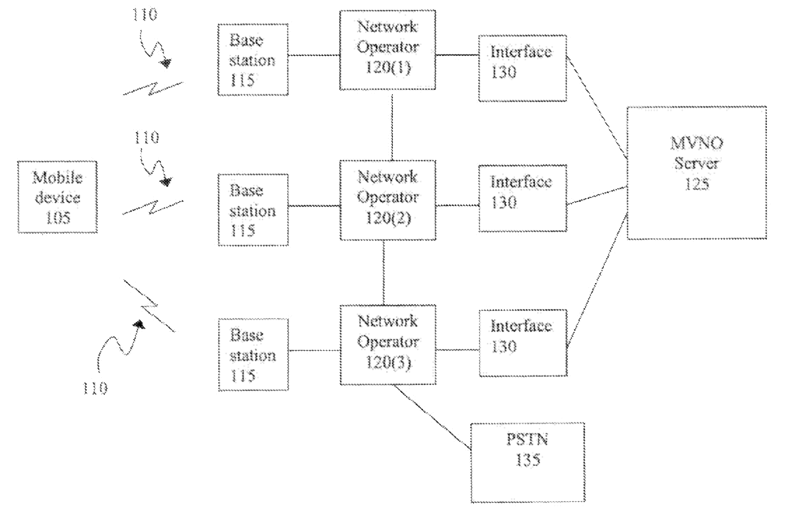 110
Base
station
115
Network
Operator
120(1)
Interface
130
MVNO
Server
125
110
Mobile
device
105
Base
station
115
Network
Operator
120(2)
Interface
130
110
Base
station
115
Network
Operator
120(3)
Interface
130
PSTN
135